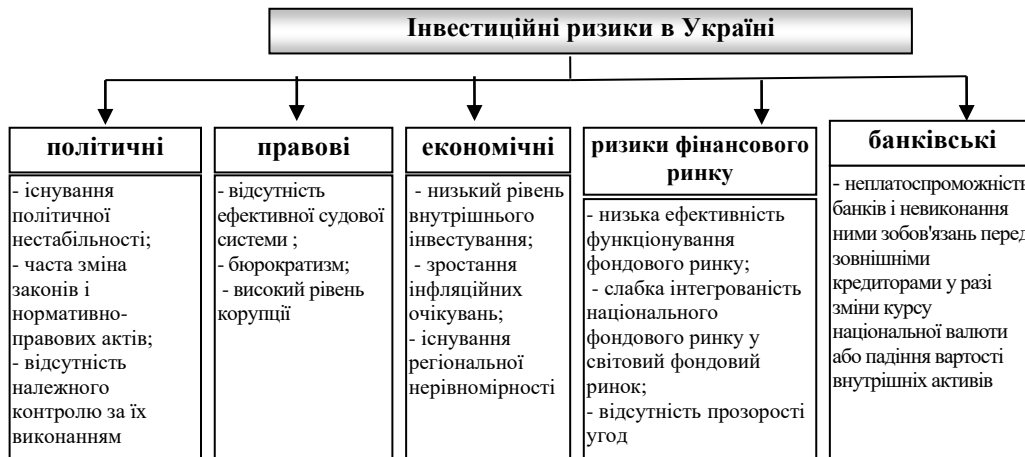 Інвестиційні ризики в Україні
політичні
- існування
політичної
нестабільності;
- часта зміна
законів і
нормативно-
правових актів;
- відсутність
належного
контролю за їх
виконанням
правові
- відсутність
ефективної судової
системи ;
- бюрократизм;
- високий рівень
корупції
економічні
- низький рівень
внутрішнього
інвестування;
- зростання
інфляційних
очікувань;
- існування
регіональної
нерівномірності
ризики фінансового
ринку
- низька ефективність
функціонування
фондового ринку;
- слабка інтегрованість
національного
фондового ринку у
світовий фондовий
ринок;
- відсутність прозорості
угод
банківські
- неплатоспроможність
банків і невиконання
ними зобов'язань перед
зовнішніми
кредиторами у разі
зміни курсу
національної валюти
або падіння вартості
внутрішніх активів